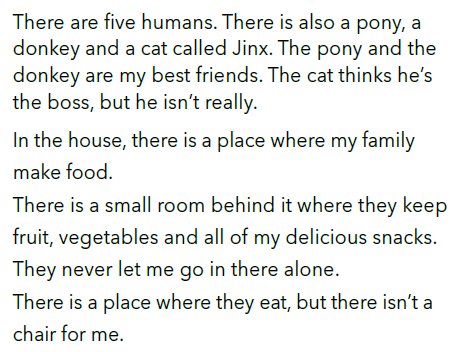 There are five humans. There is also a pony, a
donkey and a cat called Jinx. The pony and the
donkey are my best friends. The cat thinks he’s
the boss, but he isn’t really.
In the house, there is a place where my family
make food.
There is a small room behind it where they keep
fruit, vegetables and all of my delicious snacks.
They never let me go in there alone.
There is a place where they eat, but there isn’t a
chair for me.